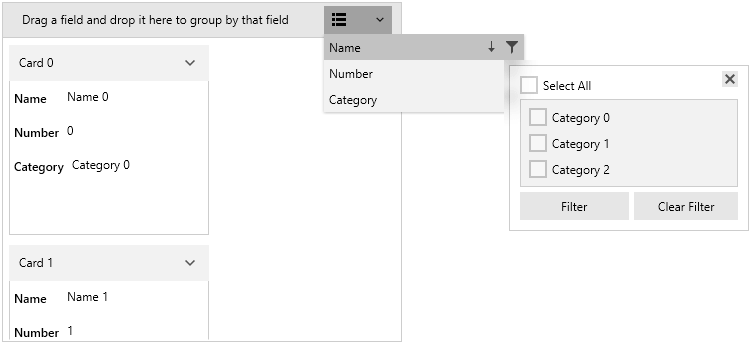 Drag a field and drop it here to group by that field
Name
Number
Category
Card 0
Name Name 0
Number 0
Category Category 0
Card 1
Name Name 1
Number 1
Select All
Category 0
Category 1
Category 2
Filter Clear Filter